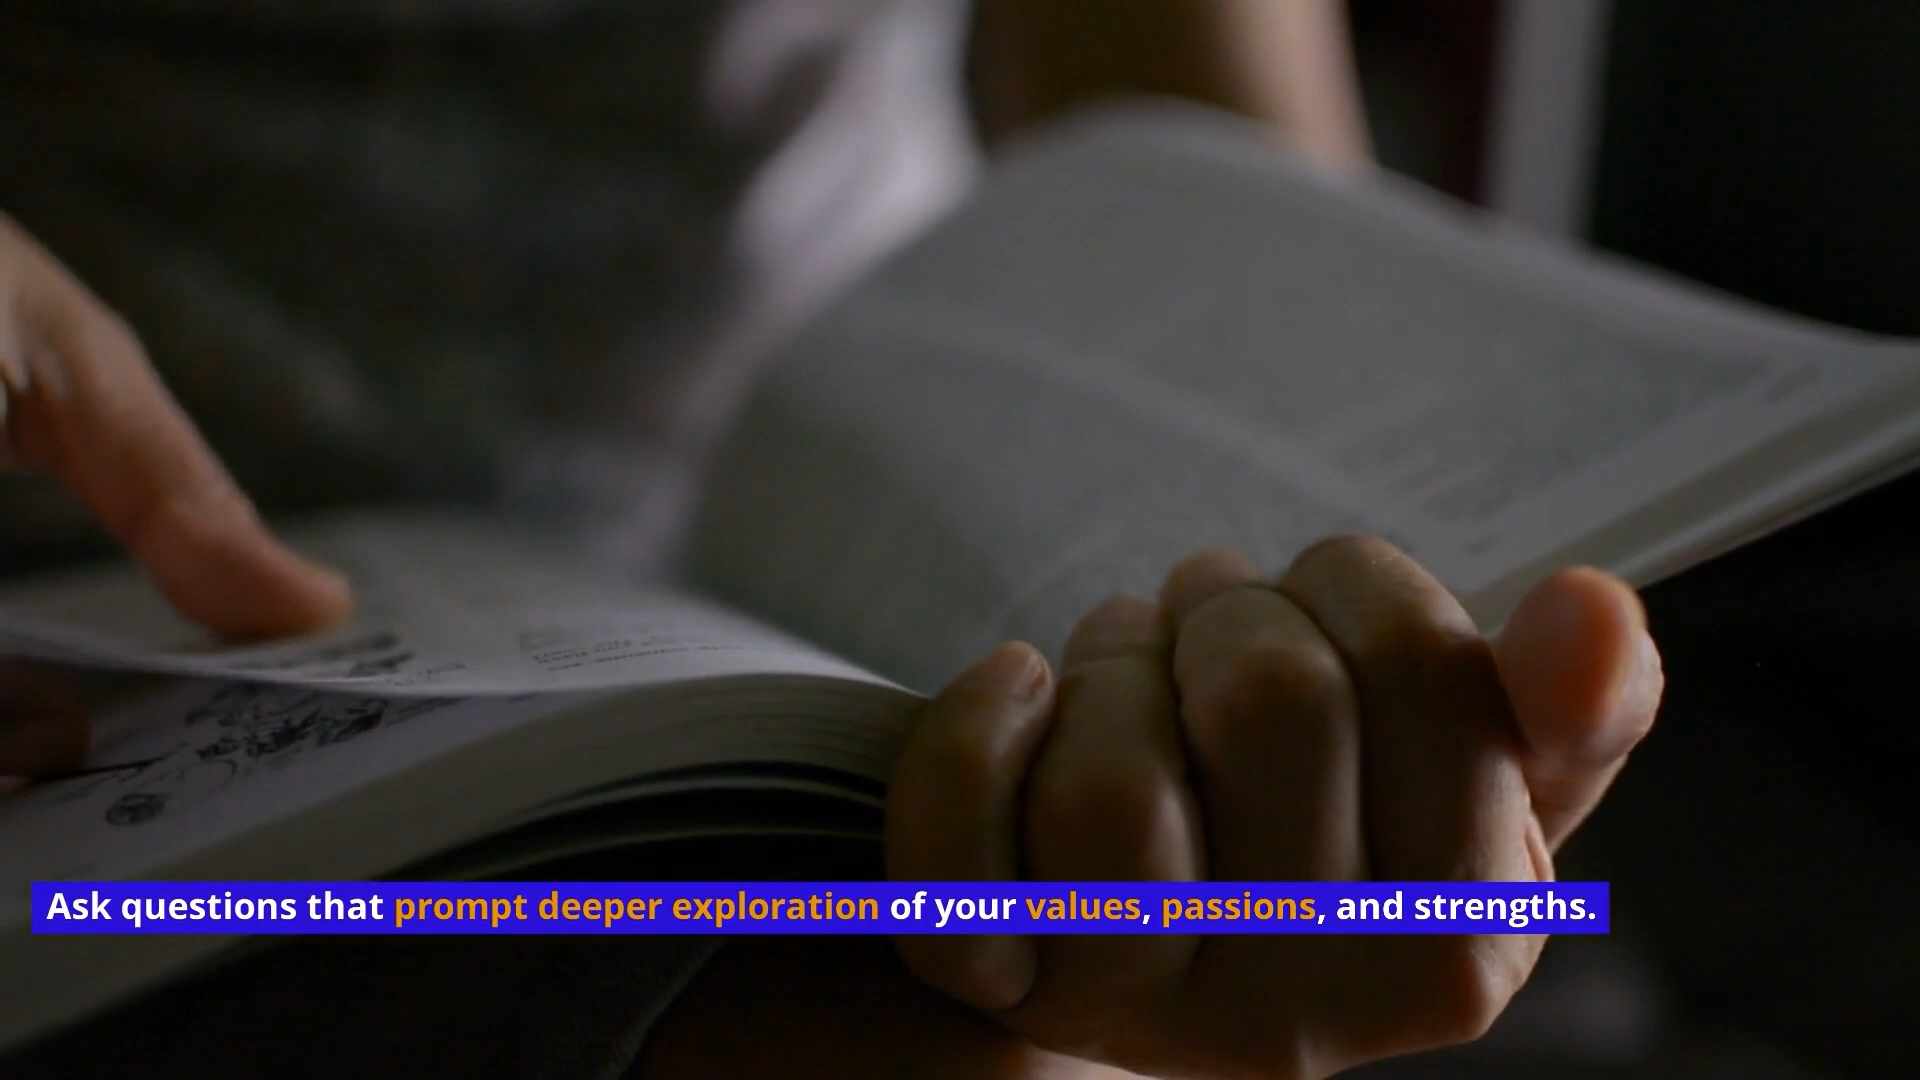 Ask questions that prompt deeper exploration of your values, passions, and strengths.